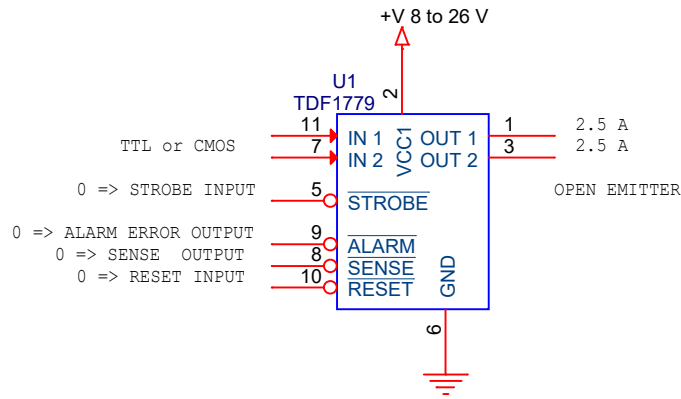 +V 8 to 26 V
U1
TDF1779
2
11 IN 1 VCC1 OUT 1 1 2.5 A
TTL or CMOS 7 IN 2 OUT 2 3 2.5 A
0 => STROBE INPUT 5 STROBE OPEN EMITTER
0 => ALARM ERROR OUTPUT 9 ALARM
0 => SENSE OUTPUT 8 SENSE
0 => RESET INPUT 10 RESET GND
6